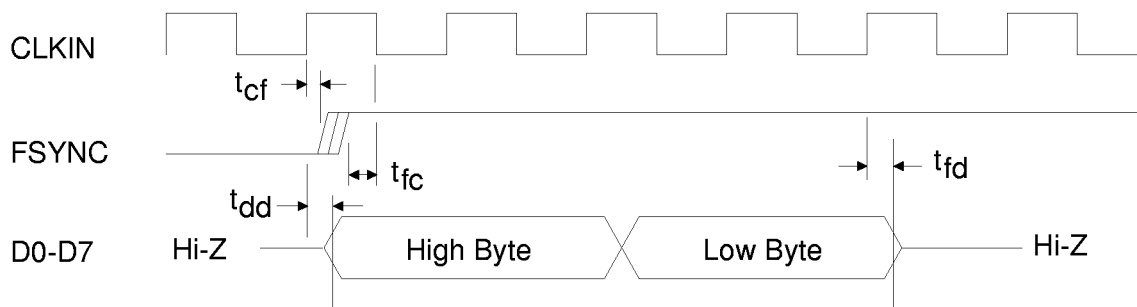 CLKIN
tcf
FSYNC
tfc
tfd
tdd
D0-D7
Hi-Z
High Byte
Low Byte
Hi-Z